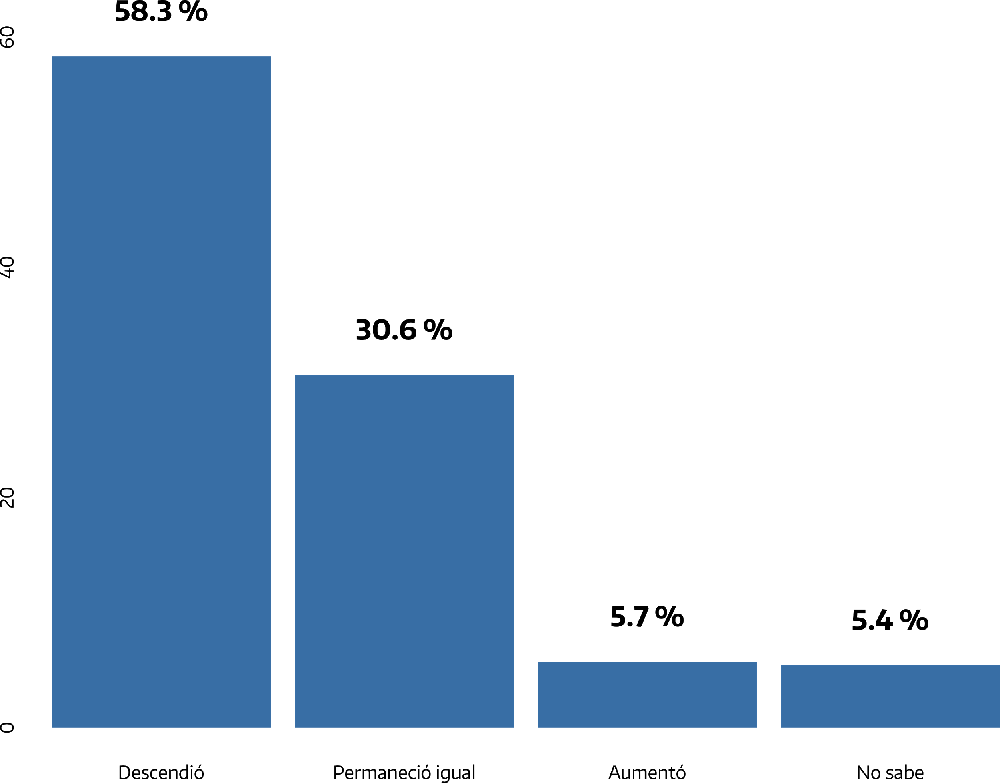 58.3 %
60
40
30.6 %
20
5.7 %
5.4 %
0
Descendió
Permaneció igual
Aumentó
No sabe